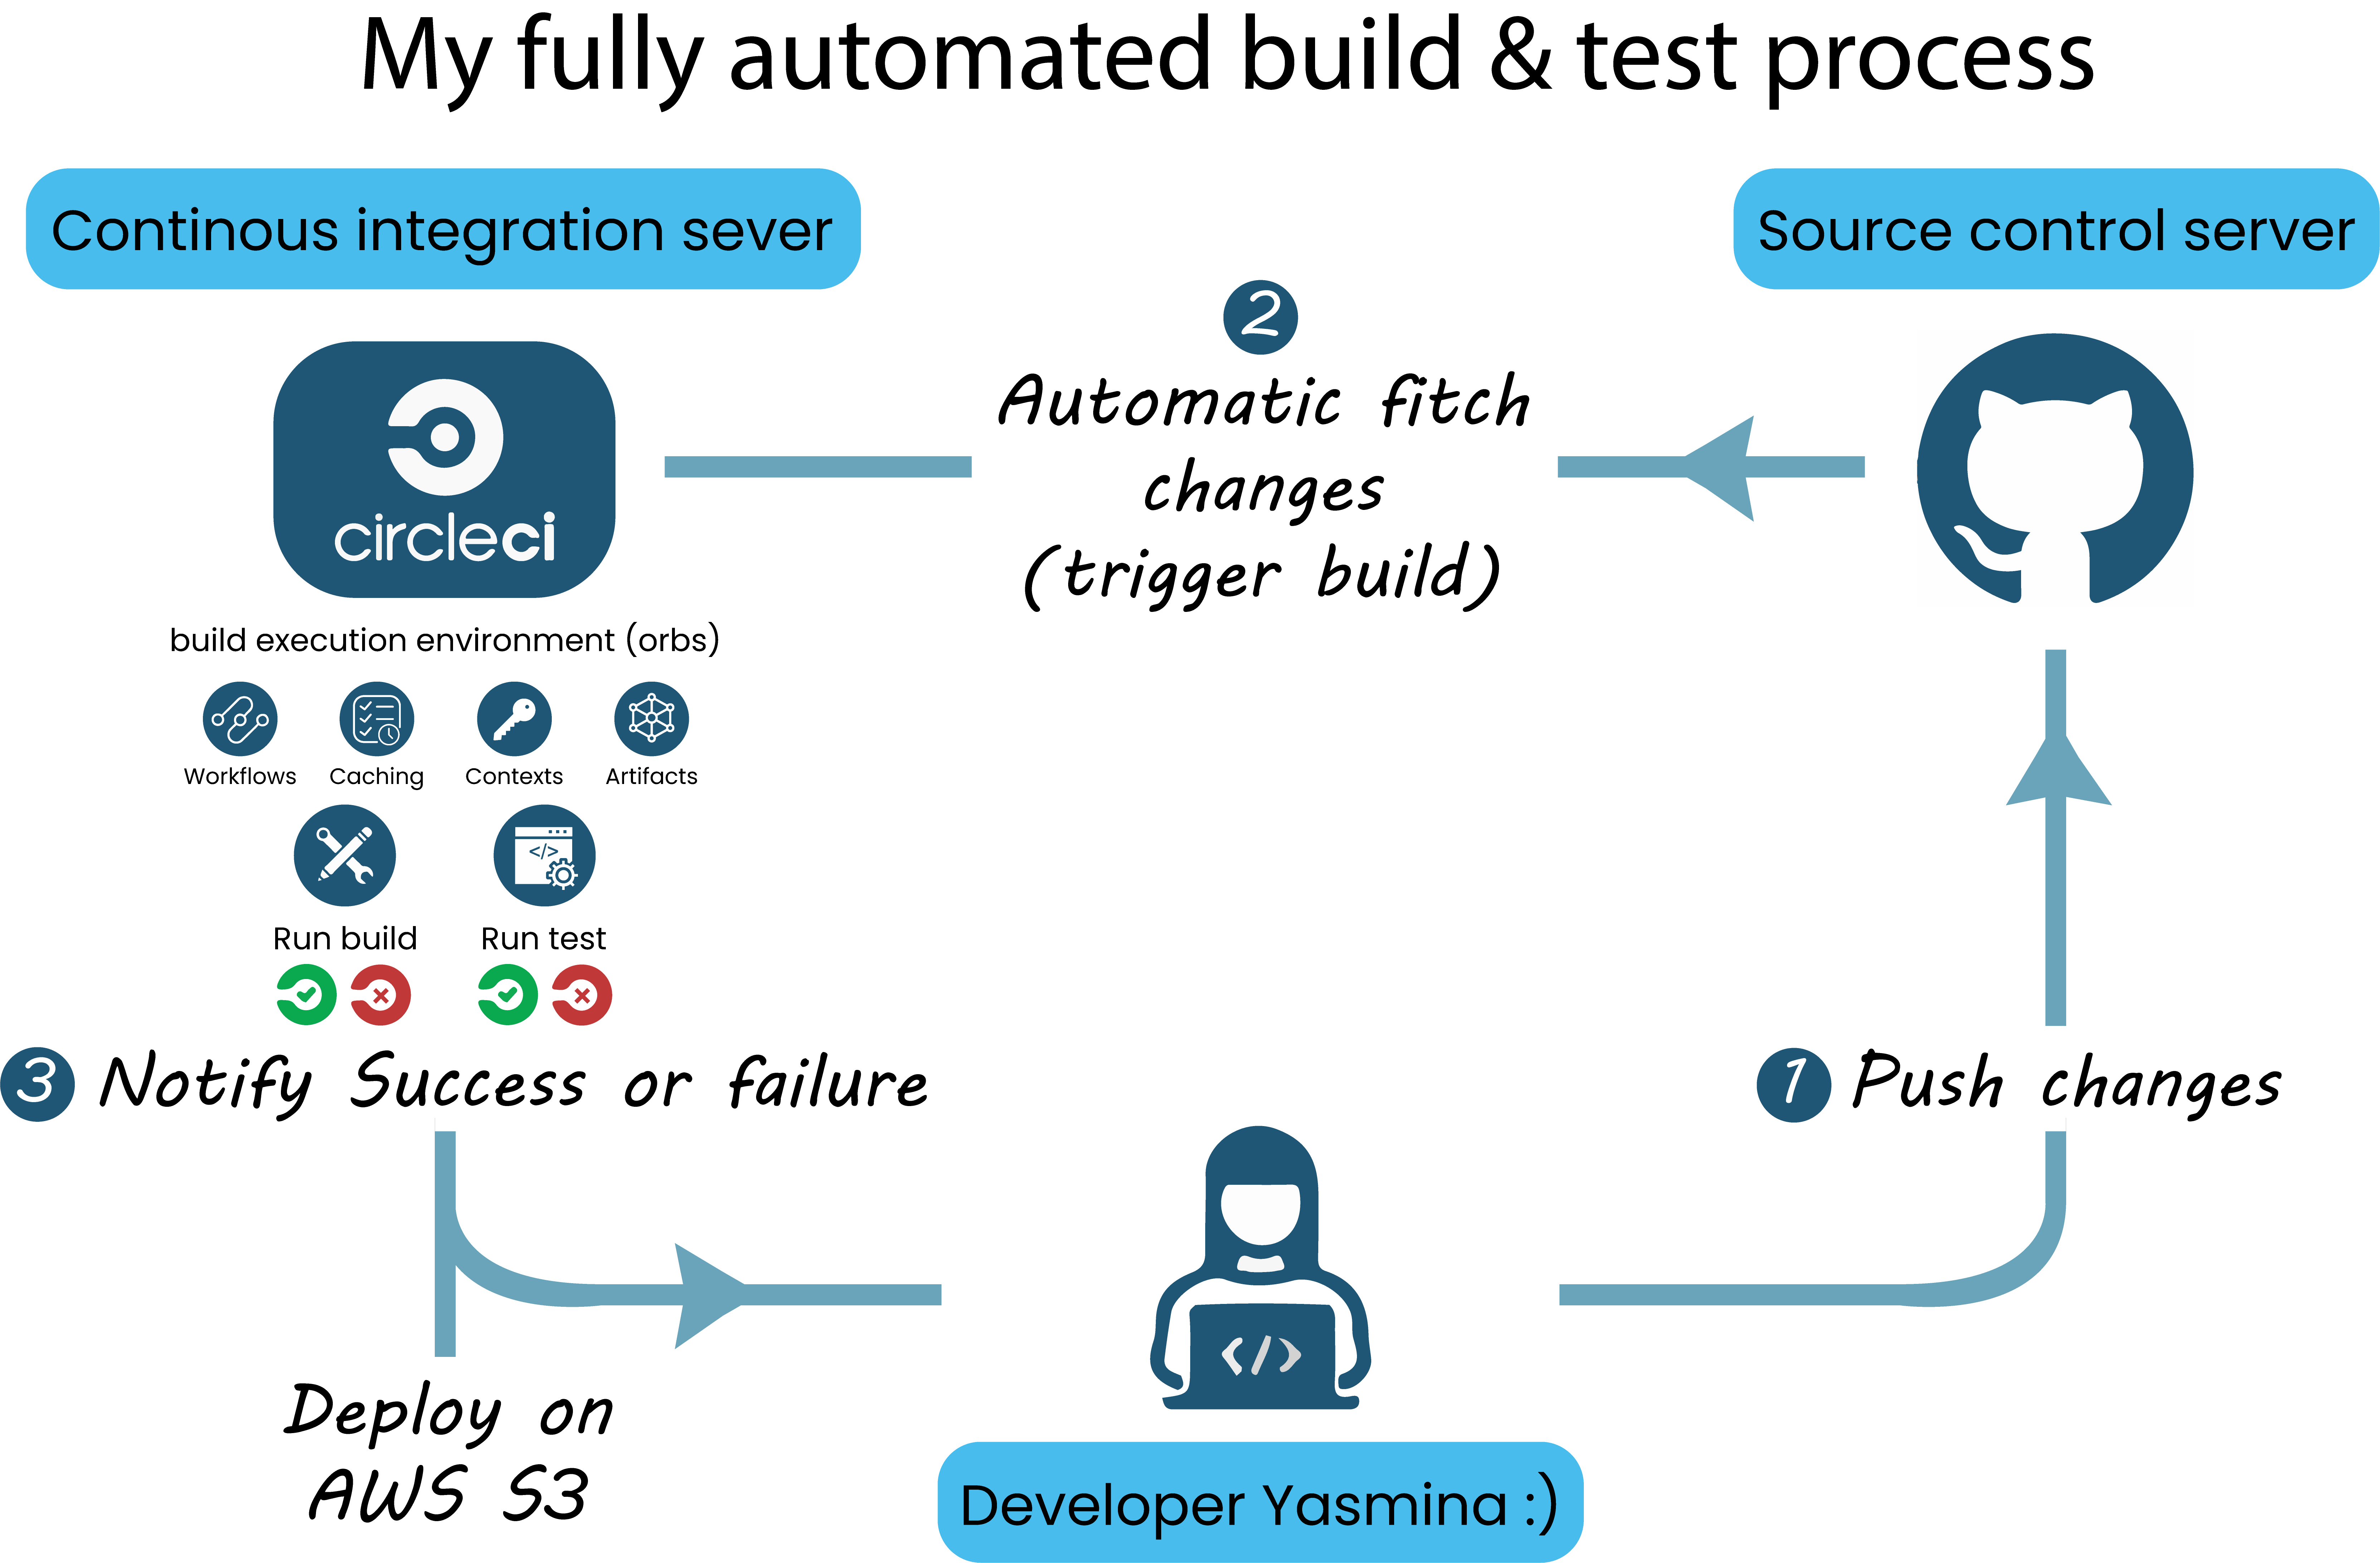 My fully automated build & test process
Continous integration sever
Source control server
2
Automatic fitch
changes
(trigger build)
circleci
build execution environment (orbs)
Workflows
Caching
Contexts
Artifacts
</>
Run build
Run test
3 Notify Success or failure
1 Push changes
</>
Deploy on
AWS S3
Developer Yasmina :)